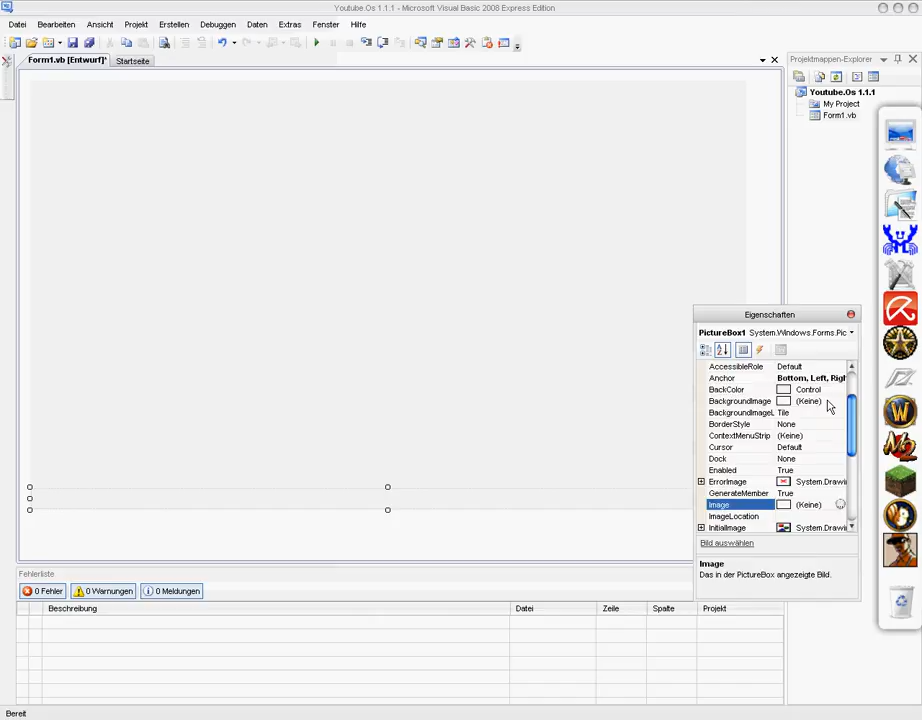 Youtube.Os 1.1.1 - Microsoft Visual Basic 2008 Express Edition
Datei Bearbeiten Ansicht Projekt Erstellen Debuggen Daten Extras Fenster Hilfe
Form1.vb [Entwurf]* Startseite
Projektmappen-Explorer
Youtube.Os 1.1.1
My Project
Form1.vb
Eigenschaften
PictureBox1 System.Windows.Forms.Pic
AccessibleRole Default
Anchor Bottom, Left, Righ
BackColor Control
BackgroundImage (Keine)
BackgroundImageL Tile
BorderStyle None
ContextMenuStrip (Keine)
Cursor Default
Dock None
Enabled True
ErrorImage System.Drawi
GenerateMember True
Image (Keine)
ImageLocation
InitialImage System.Drawi
Bild auswählen
Image
Das in der PictureBox angezeigte Bild.
Fehlerliste
0 Fehler 0 Warnungen 0 Meldungen
Beschreibung Datei Zeile Spalte Projekt
Bereit